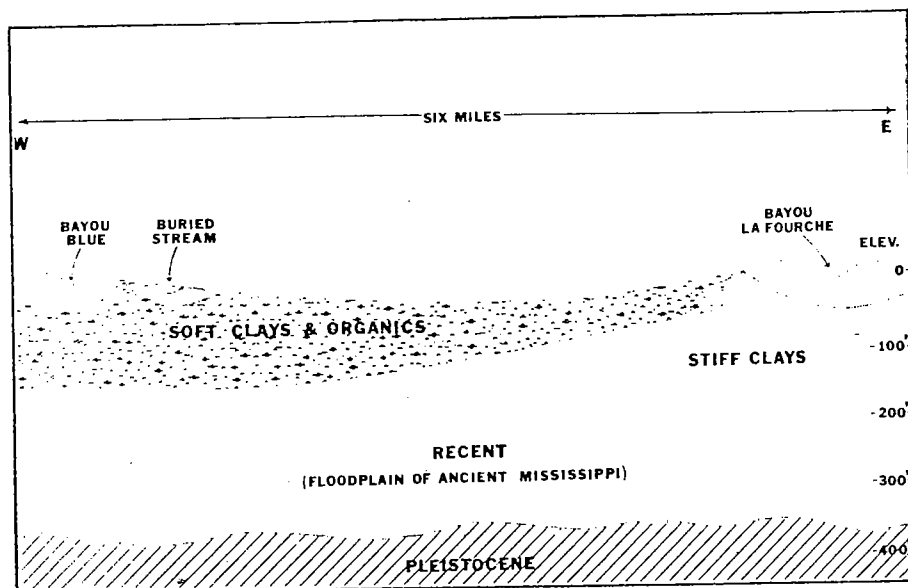 SIX MILES
W
E
BAYOU
BLUE
BURIED
STREAM
BAYOU
LA FOURCHE
ELEV.
0
SOFT CLAYS & ORGANICS
-100'
STIFF CLAYS
-200'
RECENT
(FLOODPLAIN OF ANCIENT MISSISSIPPI)
-300'
-400
PLEISTOCENE